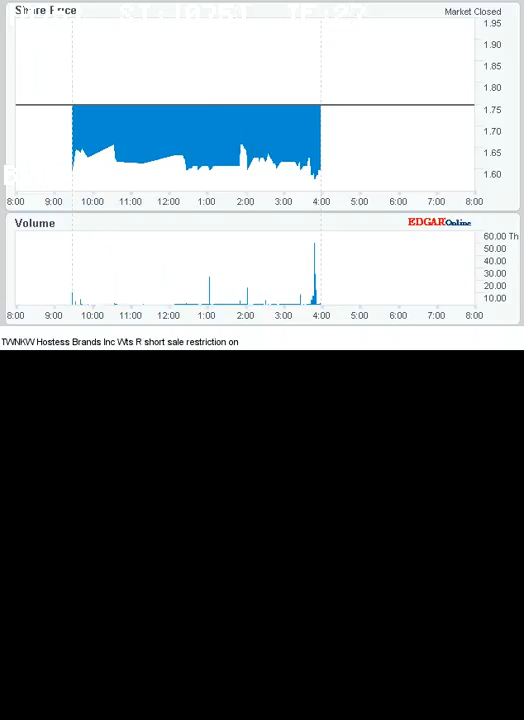 Share Price
Market Closed
1.95
1.90
1.85
1.80
1.75
1.70
1.65
1.60
8:00 9:00 10:00 11:00 12:00 1:00 2:00 3:00 4:00 5:00 6:00 7:00 8:00
Volume
EDGAR Online
60.00 Th
50.00
40.00
30.00
20.00
10.00
8:00 9:00 10:00 11:00 12:00 1:00 2:00 3:00 4:00 5:00 6:00 7:00 8:00
TWNKW Hostess Brands Inc Wts R short sale restriction on